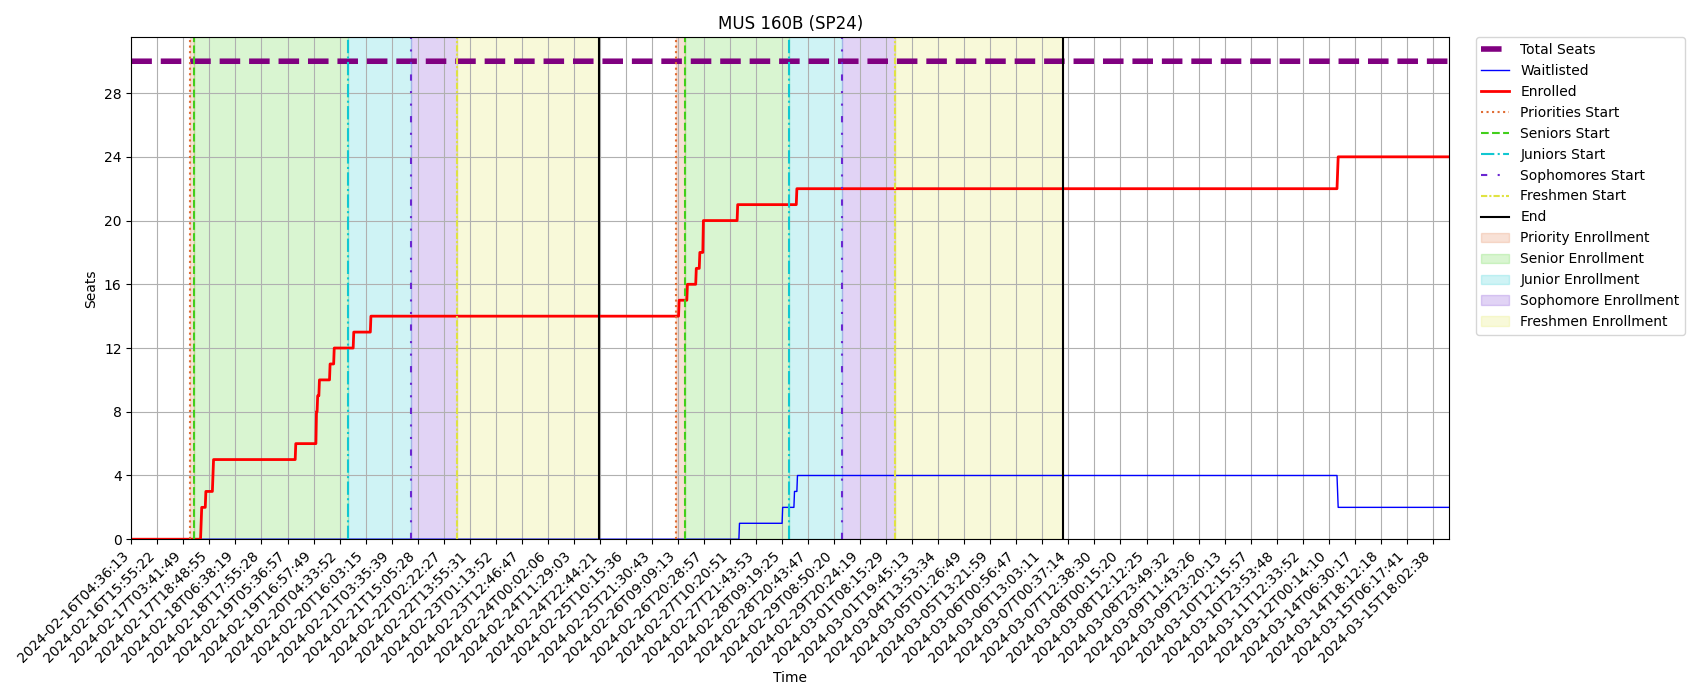 MUS 160B (SP24)
Total Seats
Waitlisted
Enrolled
Priorities Start
Seniors Start
Juniors Start
Sophomores Start
Freshmen Start
End
Priority Enrollment
Senior Enrollment
Junior Enrollment
Sophomore Enrollment
Freshmen Enrollment
Seats
28
24
20
16
12
8
4
0
2024-02-16T04:36:13
2024-02-16T15:55:22
2024-02-17T03:41:49
2024-02-17T18:48:55
2024-02-18T06:38:19
2024-02-18T17:55:28
2024-02-19T05:36:57
2024-02-19T16:57:49
2024-02-20T04:33:52
2024-02-20T16:03:15
2024-02-21T03:35:39
2024-02-21T15:05:28
2024-02-22T02:22:27
2024-02-22T13:55:31
2024-02-23T01:13:52
2024-02-23T12:46:47
2024-02-24T00:02:06
2024-02-24T11:29:03
2024-02-24T22:44:21
2024-02-25T10:15:36
2024-02-25T21:30:43
2024-02-26T09:09:13
2024-02-26T20:28:57
2024-02-27T10:20:51
2024-02-27T21:43:53
2024-02-28T09:19:25
2024-02-28T20:43:47
2024-02-29T08:50:20
2024-02-29T20:24:19
2024-03-01T08:15:29
2024-03-01T19:45:13
2024-03-04T13:53:34
2024-03-05T01:26:49
2024-03-05T13:21:59
2024-03-06T00:56:47
2024-03-06T13:03:11
2024-03-07T00:37:14
2024-03-07T12:38:30
2024-03-08T00:15:20
2024-03-08T12:12:25
2024-03-08T23:49:32
2024-03-09T11:43:26
2024-03-09T23:20:13
2024-03-10T12:15:57
2024-03-10T23:53:48
2024-03-11T12:33:52
2024-03-12T00:14:10
2024-03-14T06:30:17
2024-03-14T18:12:18
2024-03-15T06:17:41
2024-03-15T18:02:38
Time